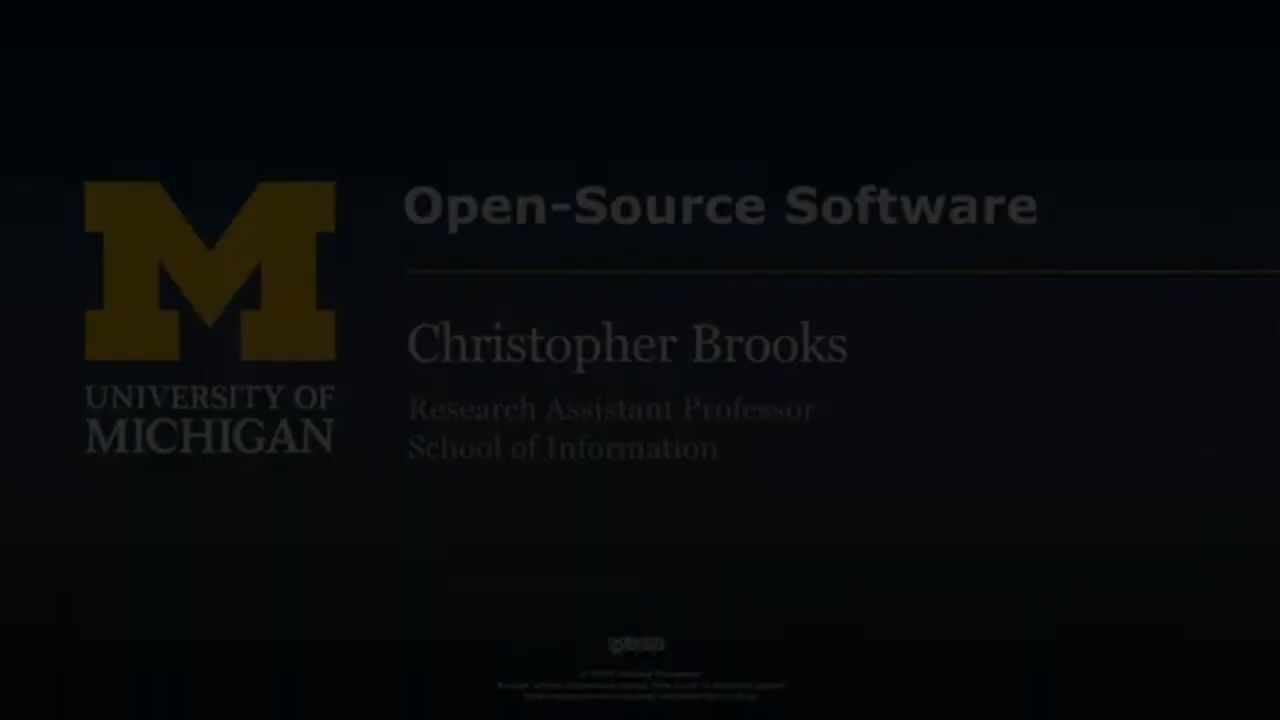 Open-Source Software
Christopher Brooks
Research Assistant Professor
School of Information
UNIVERSITY OF
MICHIGAN